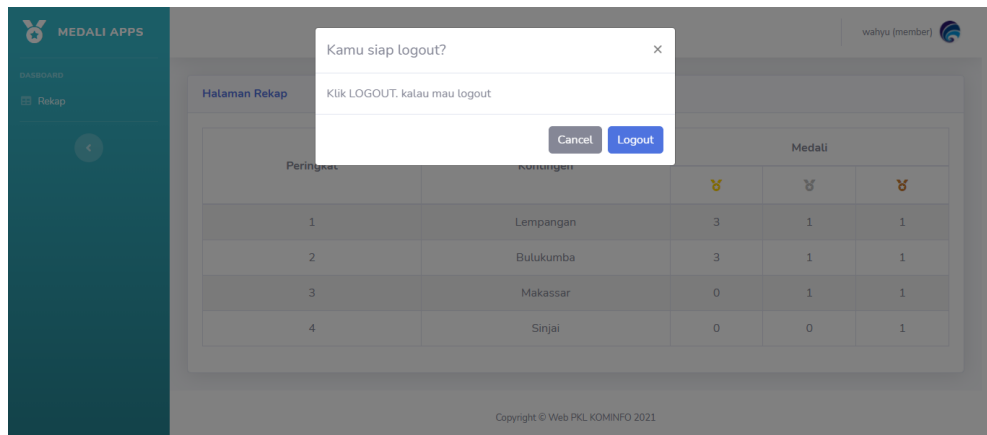 MEDALI APPS
wahyu (member)
DASBOARD
Rekap
Kamu siap logout?
×
Klik LOGOUT. kalau mau logout
Cancel Logout
Halaman Rekap
Peringkat Kontingen Medali
1 Lempangan 3 1 1
2 Bulukumba 3 1 1
3 Makassar 0 1 1
4 Sinjai 0 0 1
Copyright © Web PKL KOMINFO 2021